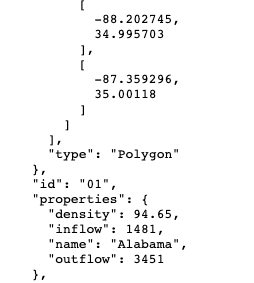 [
-88.202745,
34.995703
],
[
-87.359296,
35.00118
]
]
],
"type": "Polygon"
},
"id": "01",
"properties": {
"density": 94.65,
"inflow": 1481,
"name": "Alabama",
"outflow": 3451
},